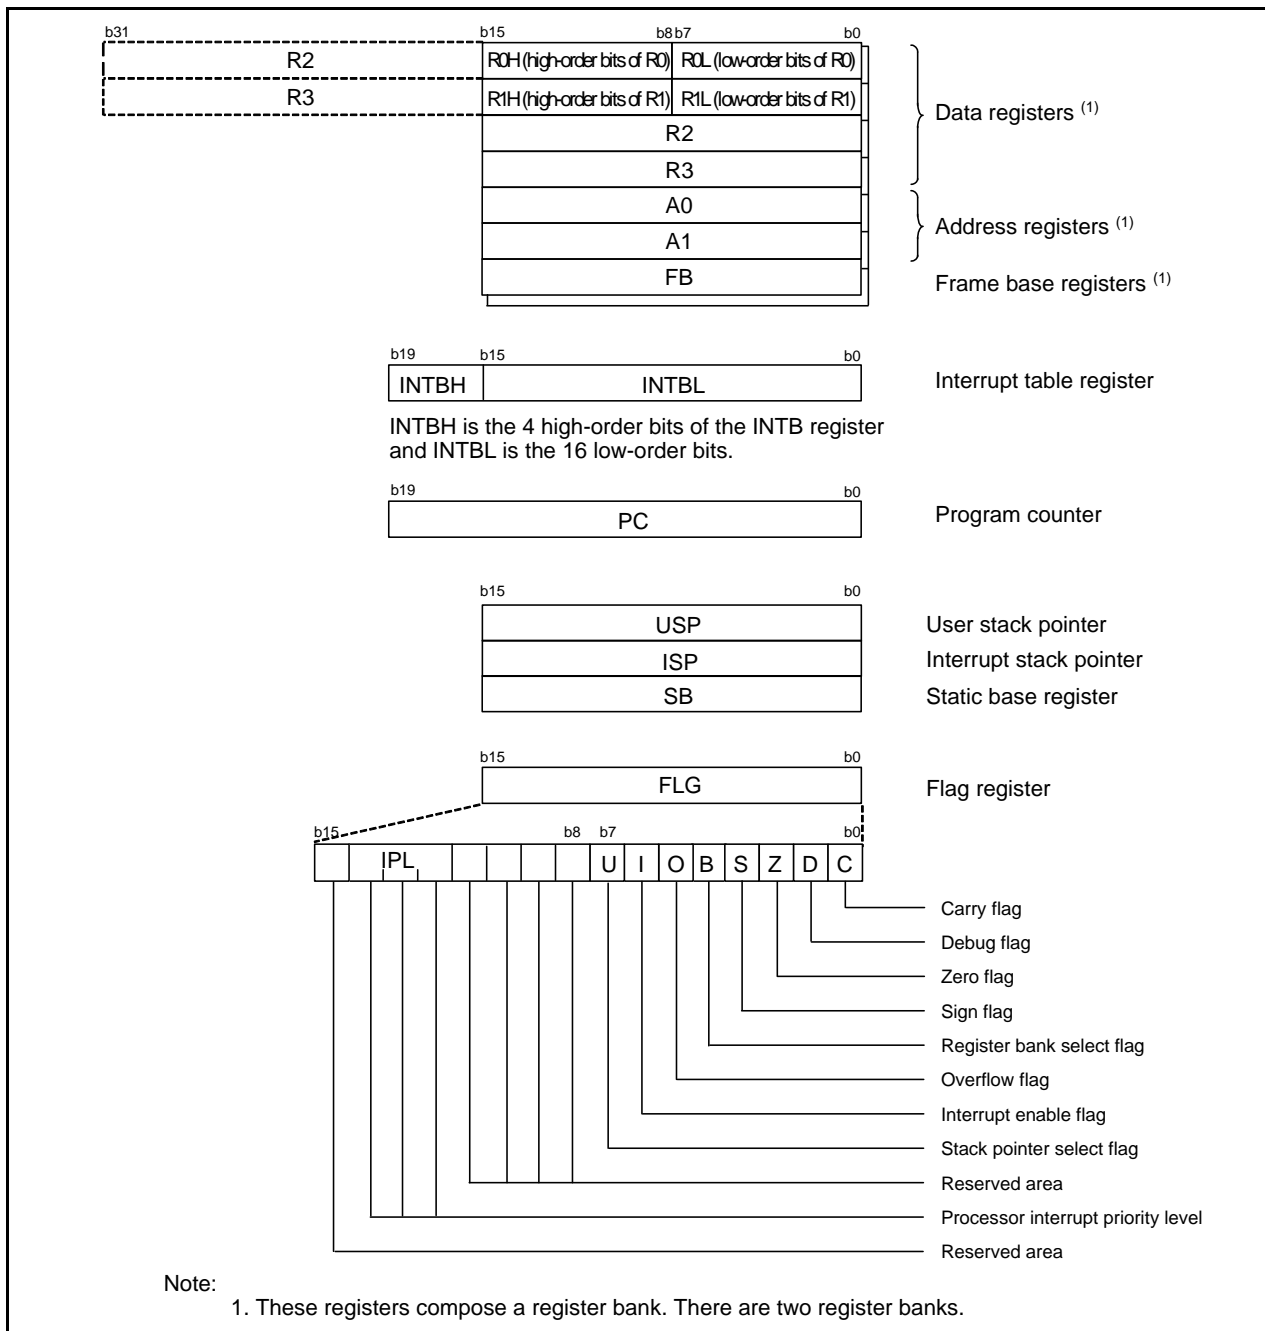 b31 b15 b8 b7 b0
R2 R0H (high-order bits of R0) R0L (low-order bits of R0)
R3 R1H (high-order bits of R1) R1L (low-order bits of R1)
Data registers (1)
R2
R3
A0
A1
Address registers (1)
FB
Frame base registers (1)
b19 b15 b0
INTBH INTBL Interrupt table register
INTBH is the 4 high-order bits of the INTB register
and INTBL is the 16 low-order bits.
b19 b0
PC Program counter
b15 b0
USP User stack pointer
ISP Interrupt stack pointer
SB Static base register
b15 b0
FLG Flag register
b15 b8 b7 b0
IPL U I O B S Z D C
Carry flag
Debug flag
Zero flag
Sign flag
Register bank select flag
Overflow flag
Interrupt enable flag
Stack pointer select flag
Reserved area
Processor interrupt priority level
Reserved area
Note:
1. These registers compose a register bank. There are two register banks.